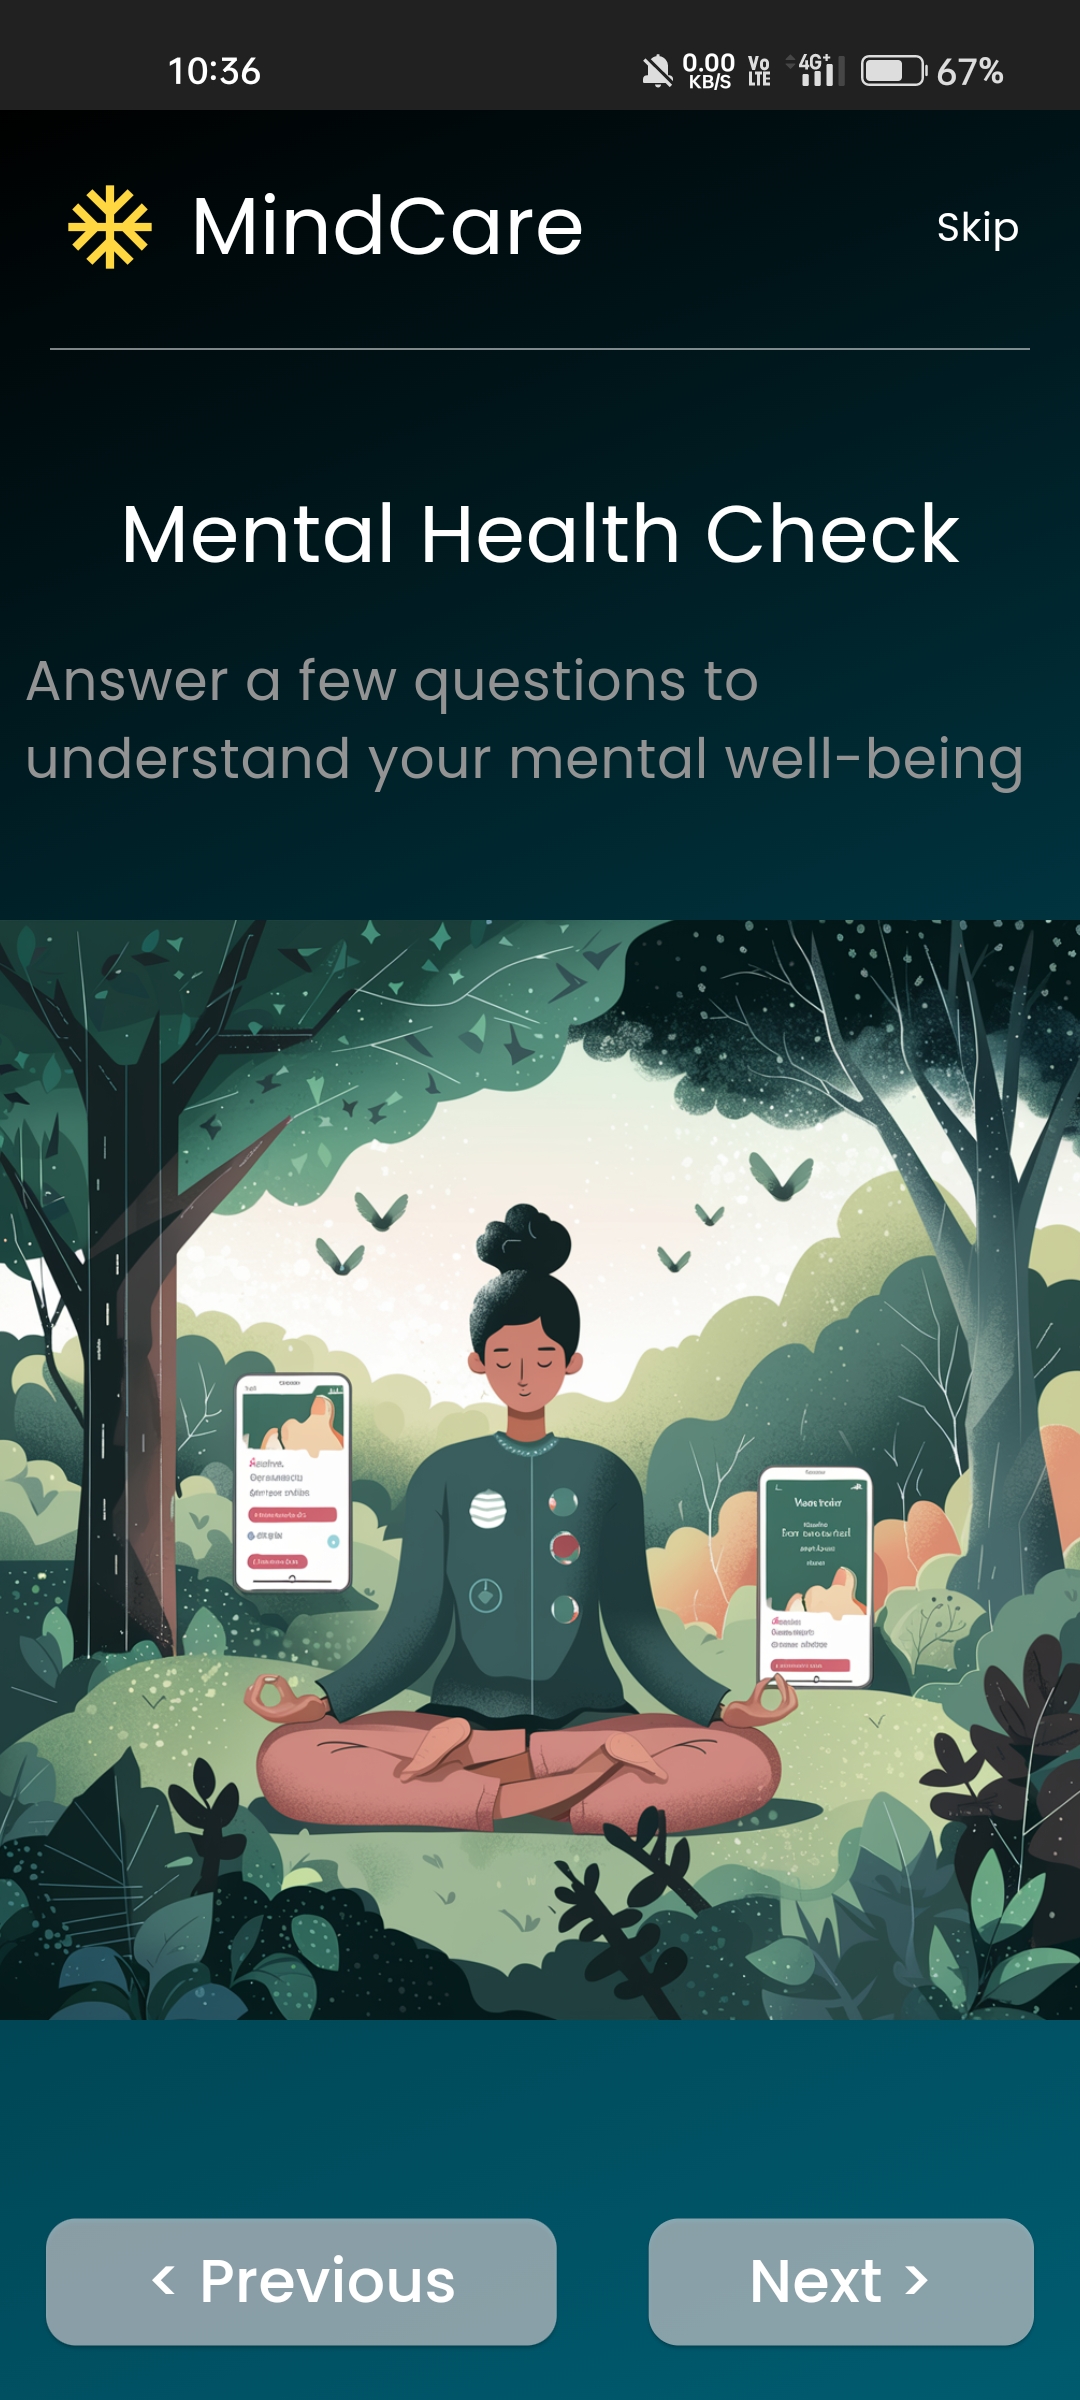 10:36
0.00
KB/S
Vo
LTE
4G+
67%
MindCare
Skip
Mental Health Check
Answer a few questions to
understand your mental well-being
< Previous
Next >